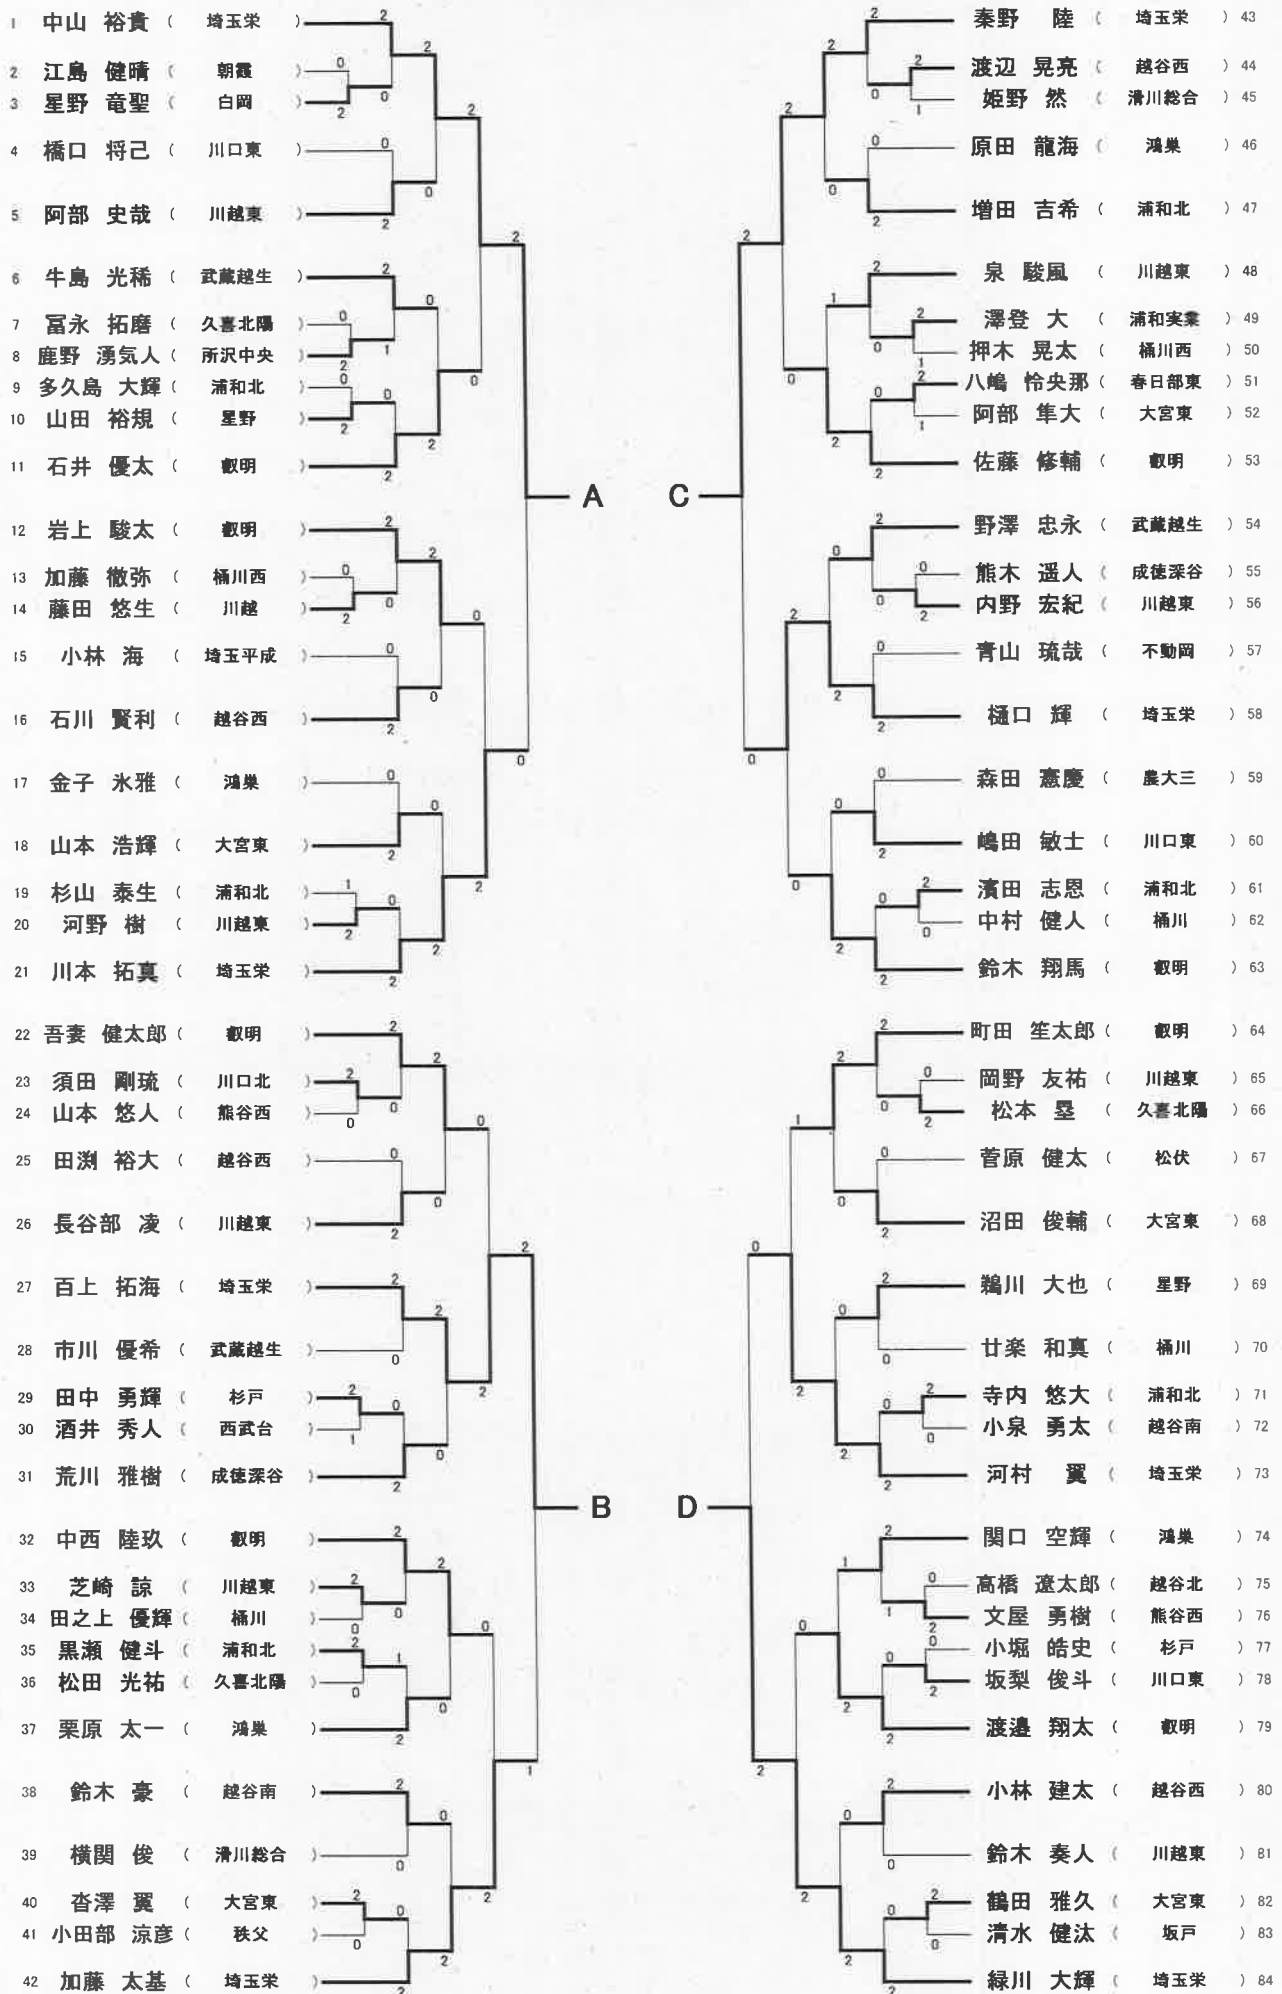 1 中山 裕貴 ( 埼玉栄 )
2 江島 健晴 ( 朝霞 )
3 星野 竜聖 ( 白岡 )
4 橋口 将己 ( 川口東 )
5 阿部 史哉 ( 川越東 )
6 牛島 光稀 ( 武蔵越生 )
7 冨永 拓磨 ( 久喜北陽 )
8 鹿野 湧気人 ( 所沢中央 )
9 多久島 大輝 ( 浦和北 )
10 山田 裕規 ( 星野 )
11 石井 優太 ( 叡明 )
12 岩上 駿太 ( 叡明 )
13 加藤 徹弥 ( 桶川西 )
14 藤田 悠生 ( 川越 )
15 小林 海 ( 埼玉平成 )
16 石川 賢利 ( 越谷西 )
17 金子 氷雅 ( 鴻巣 )
18 山本 浩輝 ( 大宮東 )
19 杉山 泰生 ( 浦和北 )
20 河野 樹 ( 川越東 )
21 川本 拓真 ( 埼玉栄 )
22 吾妻 健太郎 ( 叡明 )
23 須田 剛琉 ( 川口北 )
24 山本 悠人 ( 熊谷西 )
25 田渕 裕大 ( 越谷西 )
26 長谷部 凌 ( 川越東 )
27 百上 拓海 ( 埼玉栄 )
28 市川 優希 ( 武蔵越生 )
29 田中 勇輝 ( 杉戸 )
30 酒井 秀人 ( 西武台 )
31 荒川 雅樹 ( 成徳深谷 )
32 中西 陸玖 ( 叡明 )
33 芝崎 諒 ( 川越東 )
34 田之上 優輝 ( 桶川 )
35 黒瀬 健斗 ( 浦和北 )
36 松田 光祐 ( 久喜北陽 )
37 栗原 太一 ( 鴻巣 )
38 鈴木 豪 ( 越谷南 )
39 横関 俊 ( 滑川総合 )
40 沓澤 翼 ( 大宮東 )
41 小田部 涼彦 ( 秩父 )
42 加藤 太基 ( 埼玉栄 )
A
B
C
D
秦野 陸 ( 埼玉栄 ) 43
渡辺 晃亮 ( 越谷西 ) 44
姫野 然 ( 滑川総合 ) 45
原田 龍海 ( 鴻巣 ) 46
増田 吉希 ( 浦和北 ) 47
泉 駿風 ( 川越東 ) 48
澤登 大 ( 浦和実業 ) 49
押木 晃太 ( 桶川西 ) 50
八嶋 怜央那 ( 春日部東 ) 51
阿部 隼大 ( 大宮東 ) 52
佐藤 修輔 ( 叡明 ) 53
野澤 忠永 ( 武蔵越生 ) 54
熊木 遥人 ( 成徳深谷 ) 55
内野 宏紀 ( 川越東 ) 56
青山 琉哉 ( 不動岡 ) 57
樋口 輝 ( 埼玉栄 ) 58
森田 憲慶 ( 農大三 ) 59
嶋田 敏士 ( 川口東 ) 60
濱田 志恩 ( 浦和北 ) 61
中村 健人 ( 桶川 ) 62
鈴木 翔馬 ( 叡明 ) 63
町田 笙太郎 ( 叡明 ) 64
岡野 友祐 ( 川越東 ) 65
松本 塁 ( 久喜北陽 ) 66
菅原 健太 ( 松伏 ) 67
沼田 俊輔 ( 大宮東 ) 68
鵜川 大也 ( 星野 ) 69
廿楽 和真 ( 桶川 ) 70
寺内 悠大 ( 浦和北 ) 71
小泉 勇太 ( 越谷南 ) 72
河村 翼 ( 埼玉栄 ) 73
関口 空輝 ( 鴻巣 ) 74
高橋 遼太郎 ( 越谷北 ) 75
文屋 勇樹 ( 熊谷西 ) 76
小堀 皓史 ( 杉戸 ) 77
坂梨 俊斗 ( 川口東 ) 78
渡邉 翔太 ( 叡明 ) 79
小林 建太 ( 越谷西 ) 80
鈴木 奏人 ( 川越東 ) 81
鶴田 雅久 ( 大宮東 ) 82
清水 健汰 ( 坂戸 ) 83
緑川 大輝 ( 埼玉栄 ) 84